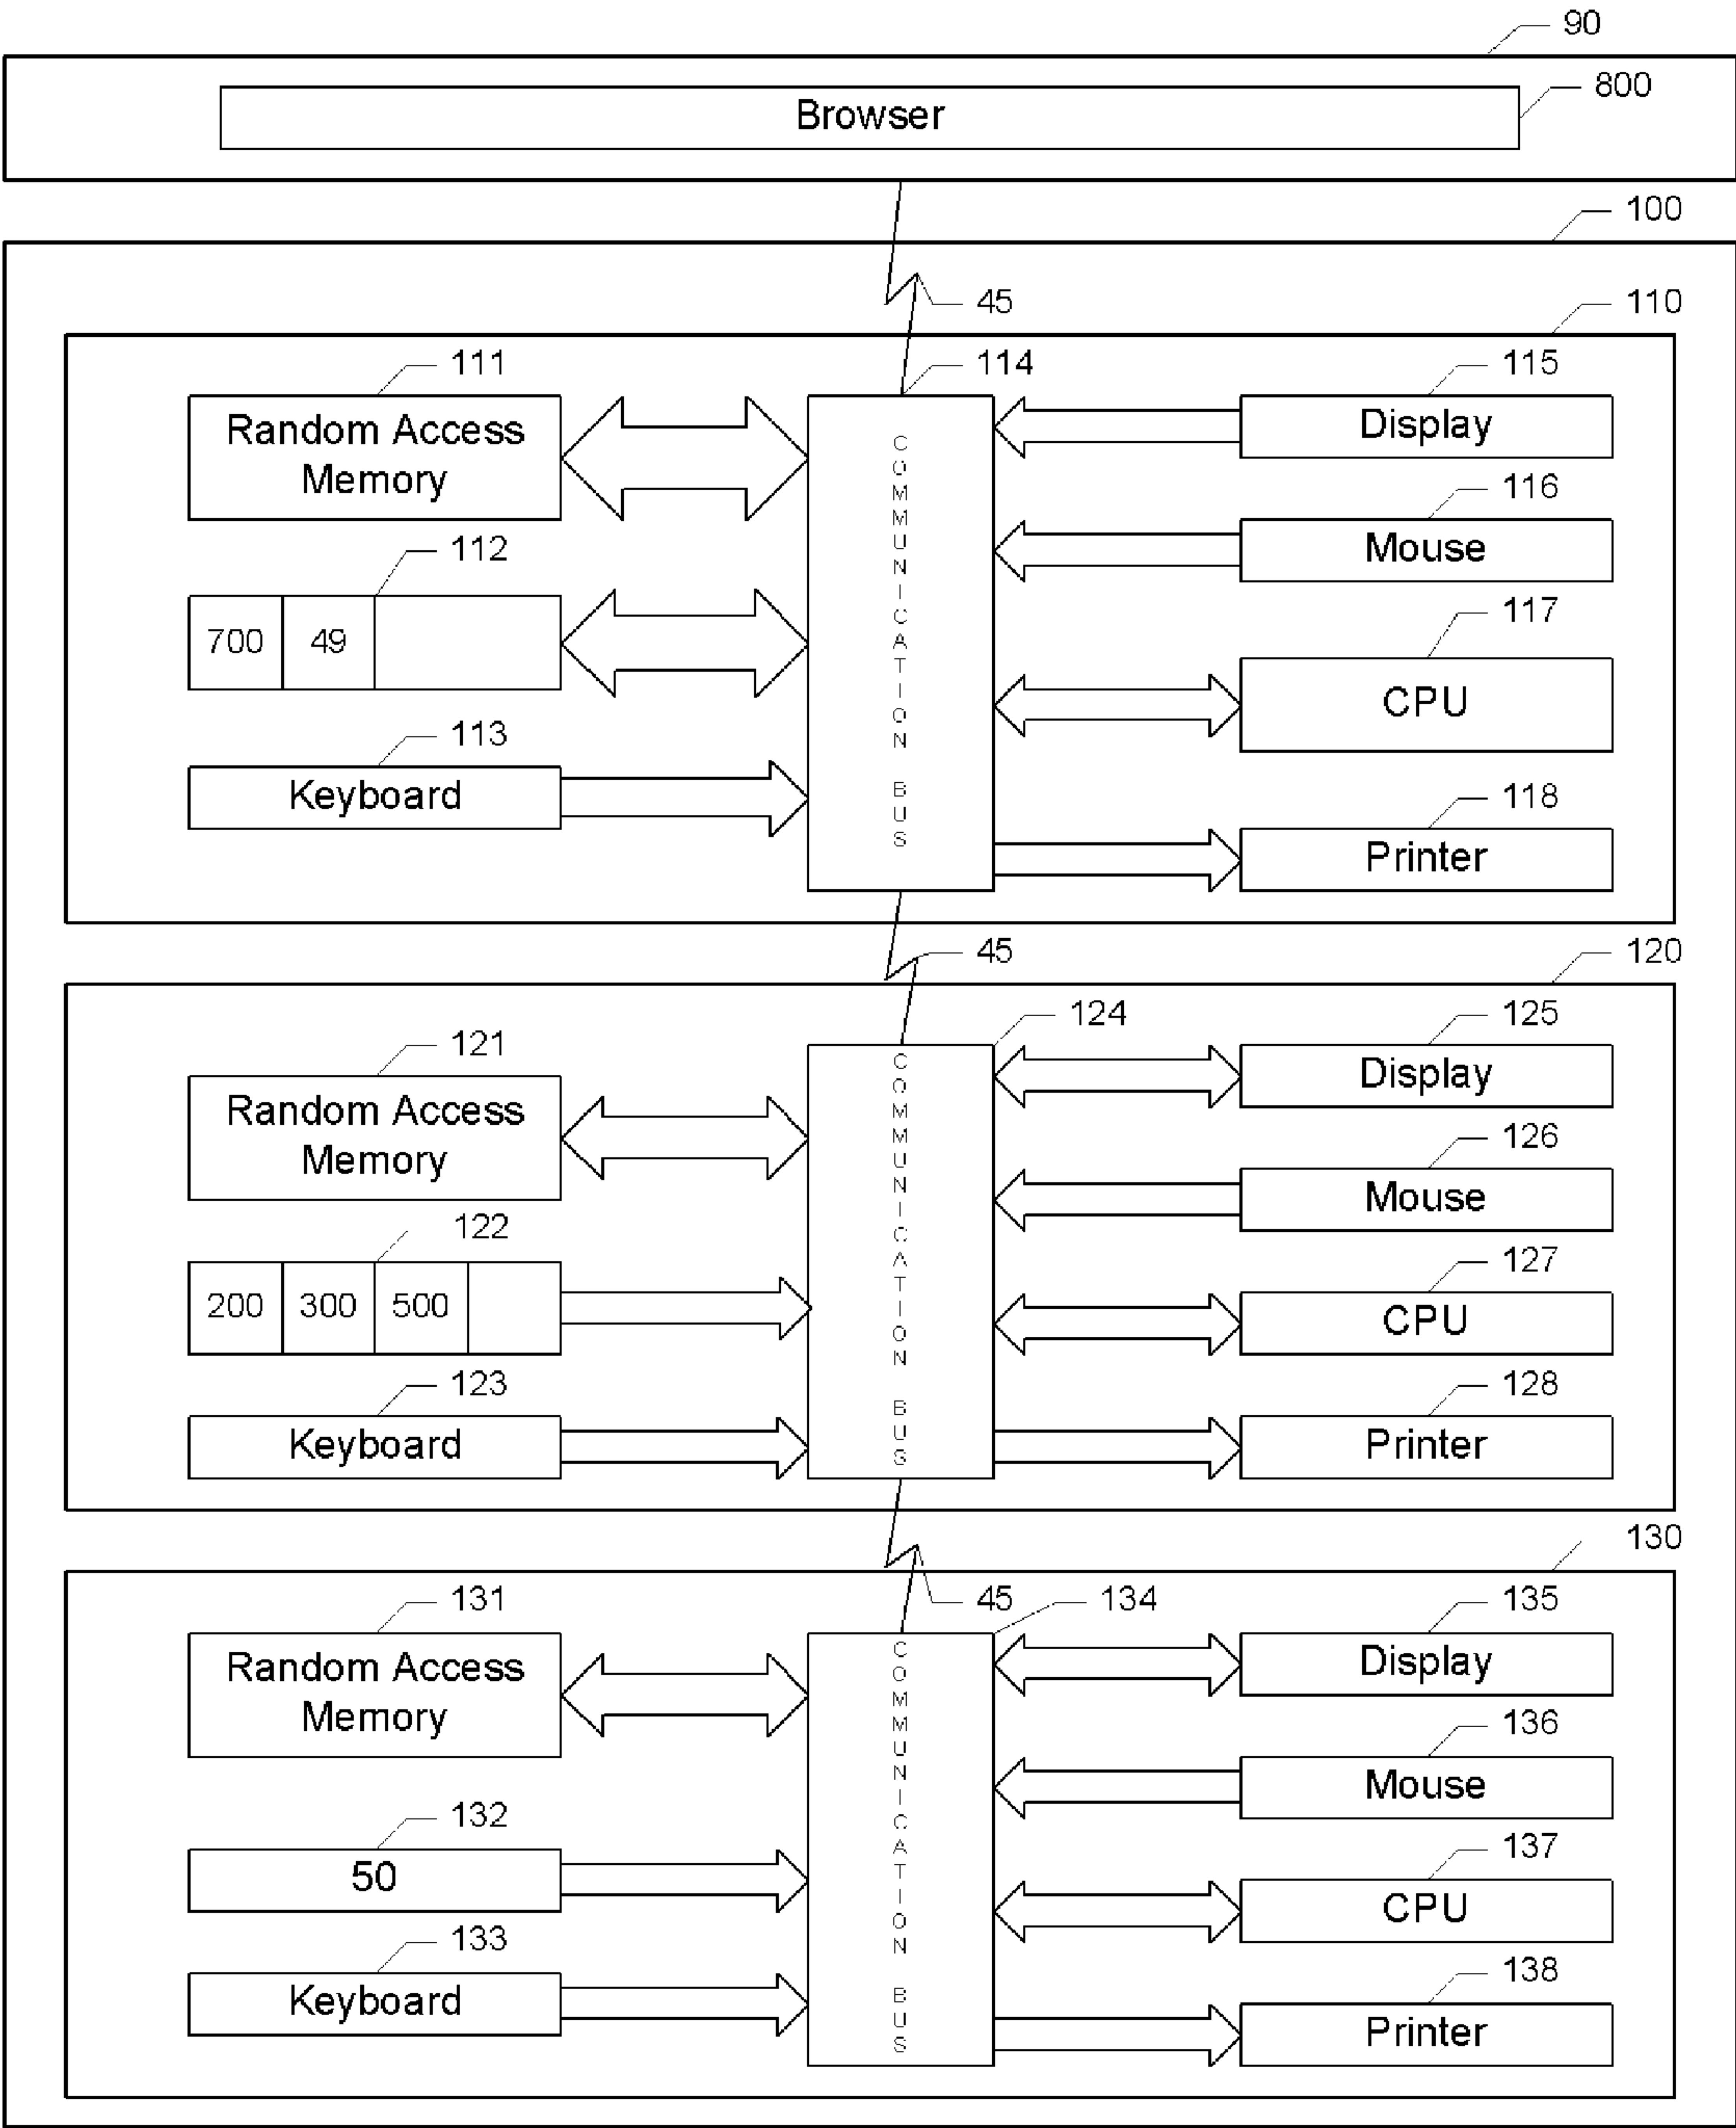 90
800
Browser
100
45
110
111
114
115
Random Access
Memory
COMMUNICATION BUS
Display
116
Mouse
112
700 49
117
CPU
113
Keyboard
118
Printer
45
120
121
124
125
Random Access
Memory
COMMUNICATION BUS
Display
126
Mouse
122
200 300 500
127
CPU
123
Keyboard
128
Printer
130
131
45
134
135
Random Access
Memory
COMMUNICATION BUS
Display
136
Mouse
132
50
137
CPU
133
Keyboard
138
Printer